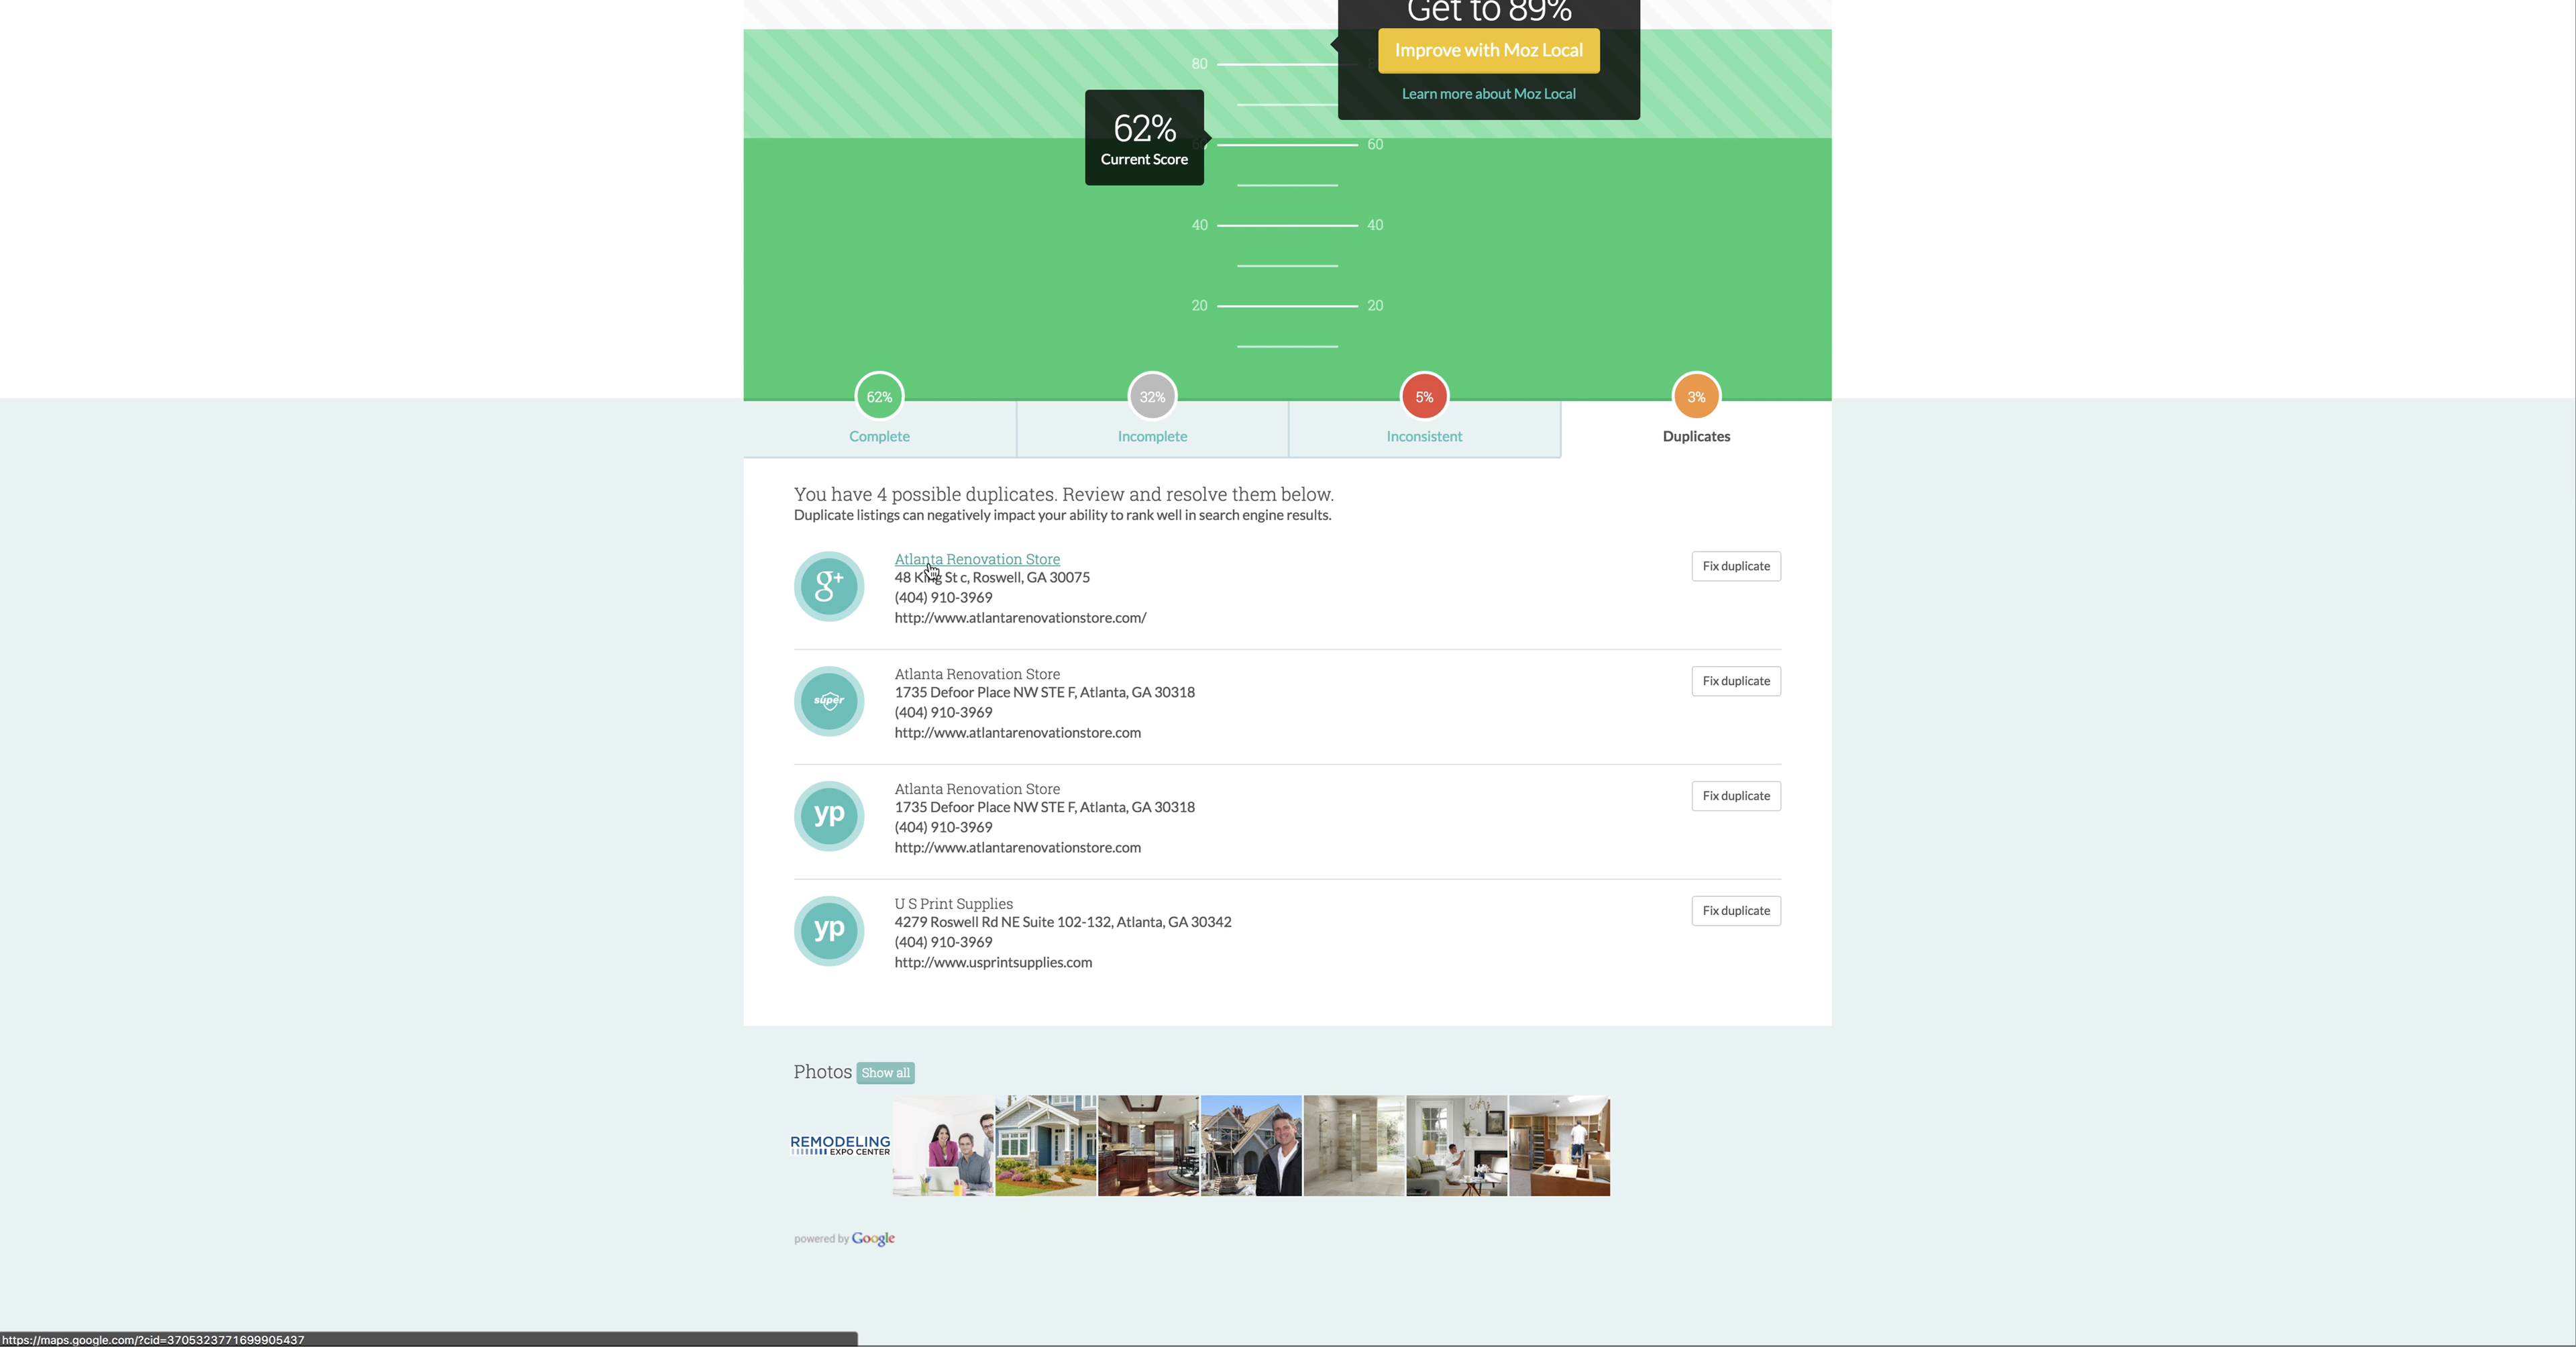 Get to 89%
Improve with Moz Local
Learn more about Moz Local
80
62%
Current Score
60
60
40
40
20
20
62%
32%
5%
3%
Complete
Incomplete
Inconsistent
Duplicates
You have 4 possible duplicates. Review and resolve them below.
Duplicate listings can negatively impact your ability to rank well in search engine results.
g+
Atlanta Renovation Store
48 King St c, Roswell, GA 30075
(404) 910-3969
http://www.atlantarenovationstore.com/
Fix duplicate
super
Atlanta Renovation Store
1735 Defoor Place NW STE F, Atlanta, GA 30318
(404) 910-3969
http://www.atlantarenovationstore.com
Fix duplicate
yp
Atlanta Renovation Store
1735 Defoor Place NW STE F, Atlanta, GA 30318
(404) 910-3969
http://www.atlantarenovationstore.com
Fix duplicate
yp
U S Print Supplies
4279 Roswell Rd NE Suite 102-132, Atlanta, GA 30342
(404) 910-3969
http://www.usprintsupplies.com
Fix duplicate
Photos Show all
REMODELING
EXPO CENTER
powered by Google
https://maps.google.com/?cid=3705323771699905437